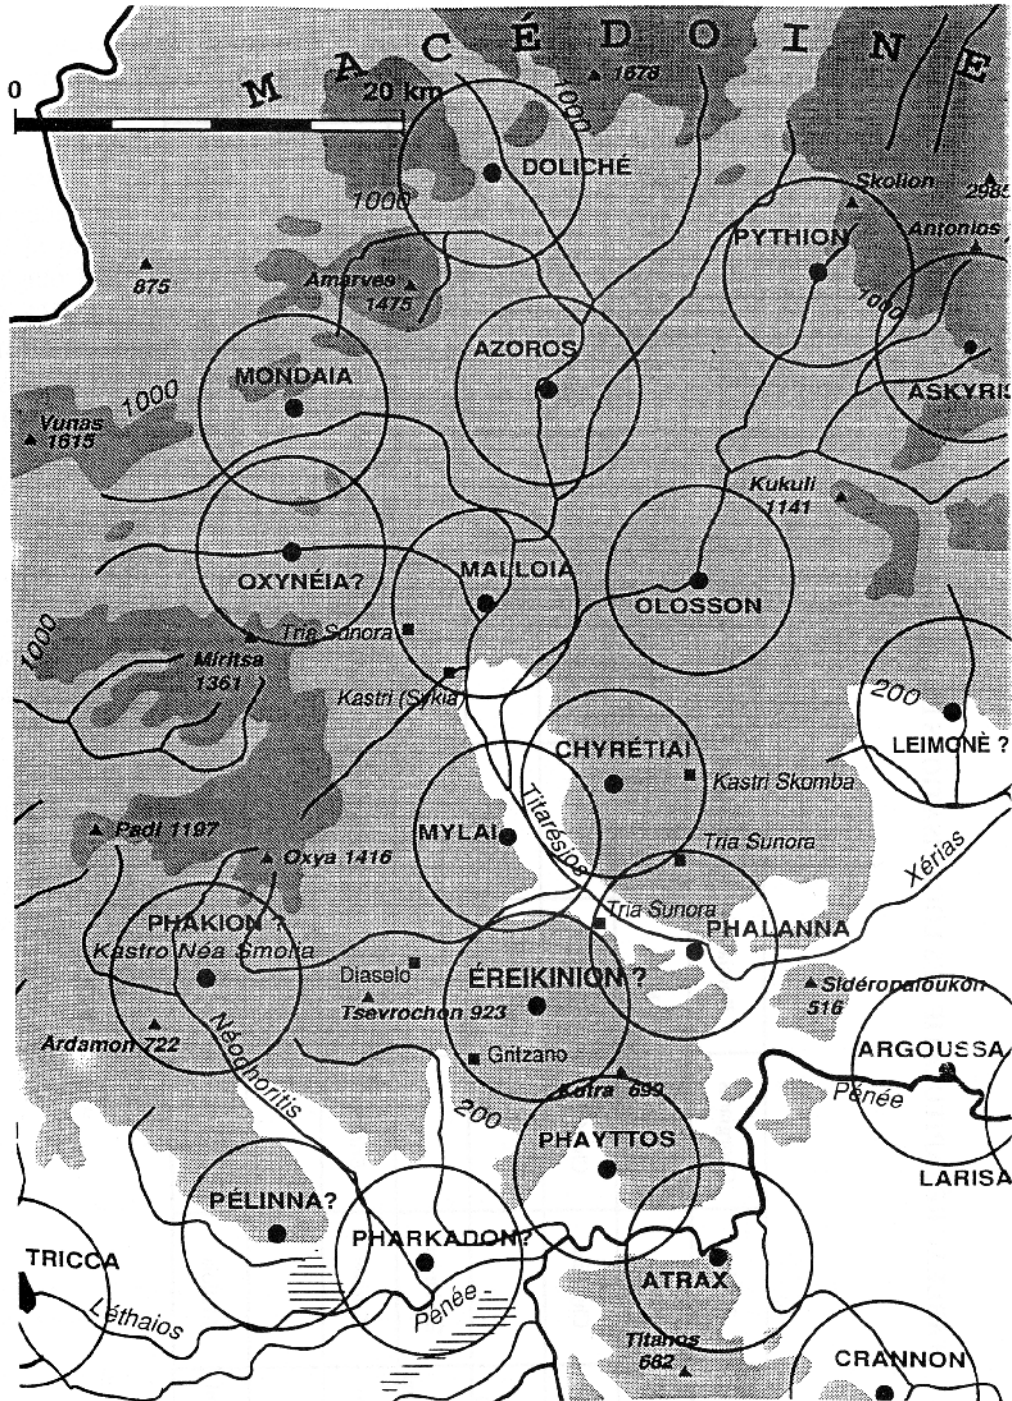 MACÉDOINE
0
20 km
1000
1678
DOLICHÉ
1000
Skolion
2985
PYTHION
Antonios
875
Amarves
1475
1000
AZOROS
MONDAIA
ASKYRIS
1000
Vunas
1615
Kukuli
1141
MALLOIA
OXYNÉIA?
OLOSSON
1000
Tria Sunora
Miritsa
1361
Kastri (Sykia)
200
LEIMONÈ ?
CHYRÉTIAI
Kastri Skomba
Titarésios
MYLAI
Padi 1197
Oxya 1416
Tria Sunora
Xérias
PHAKION ?
Kastro Néa Smolia
Tria Sunora
PHALANNA
Diaselo
ÉREIKINION ?
Tsevrochon 923
Sidéropaloukon
516
Ardamon 722
Néochoritis
Gritzano
ARGOUSSA
Kutra 699
Pénée
200
PHAYTTOS
LARISA
PÉLINNA?
PHARKADON?
TRICCA
ATRAX
Léthaios
Pénée
Titanos
682
CRANNON